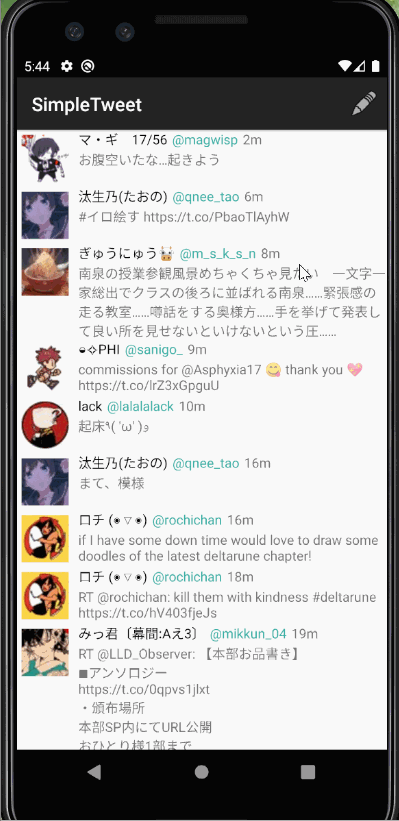 5:44
SimpleTweet
マ・ギ　17/56 @magwisp 2m
お腹空いたな…起きよう
汰生乃(たおの) @qnee_tao 6m
#イロ絵す https://t.co/PbaoTlAyhW
ぎゅうにゅう🐮 @m_s_k_s_n 8m
南泉の授業参観風景めちゃくちゃ見たい　一文字一
家総出でクラスの後ろに並ばれる南泉……緊張感の
走る教室……噂話をする奥様方……手を挙げて発表し
て良い所を見せないといけないという圧……
◒✧PHI @sanigo_ 9m
commissions for @Asphyxia17 😋 thank you 💖
https://t.co/lrZ3xGpguU
lack @lalalalack 10m
起床٩( 'ω' )و
汰生乃(たおの) @qnee_tao 16m
まて、模様
ロチ (◉▽◉) @rochichan 16m
if I have some down time would love to draw some
doodles of the latest deltarune chapter!
ロチ (◉▽◉) @rochichan 18m
RT @rochichan: kill them with kindness #deltarune
https://t.co/hV403fjeJs
みっ君〔幕間:Aえ3〕 @mikkun_04 19m
RT @LLD_Observer: 【本部お品書き】
■アンソロジー
https://t.co/0qpvs1jlxt
・頒布場所
本部SP内にてURL公開
おひとり様1部まで